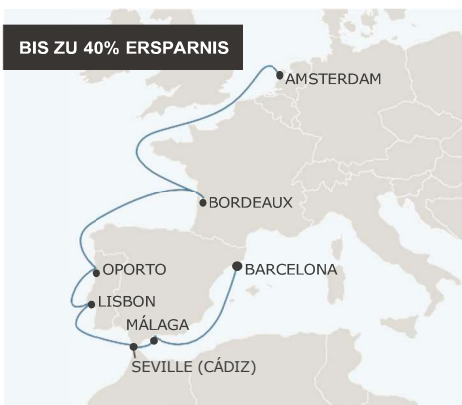 BIS ZU 40% ERSPARNIS
AMSTERDAM
BORDEAUX
OPORTO
BARCELONA
LISBON
MÁLAGA
SEVILLE (CÁDIZ)